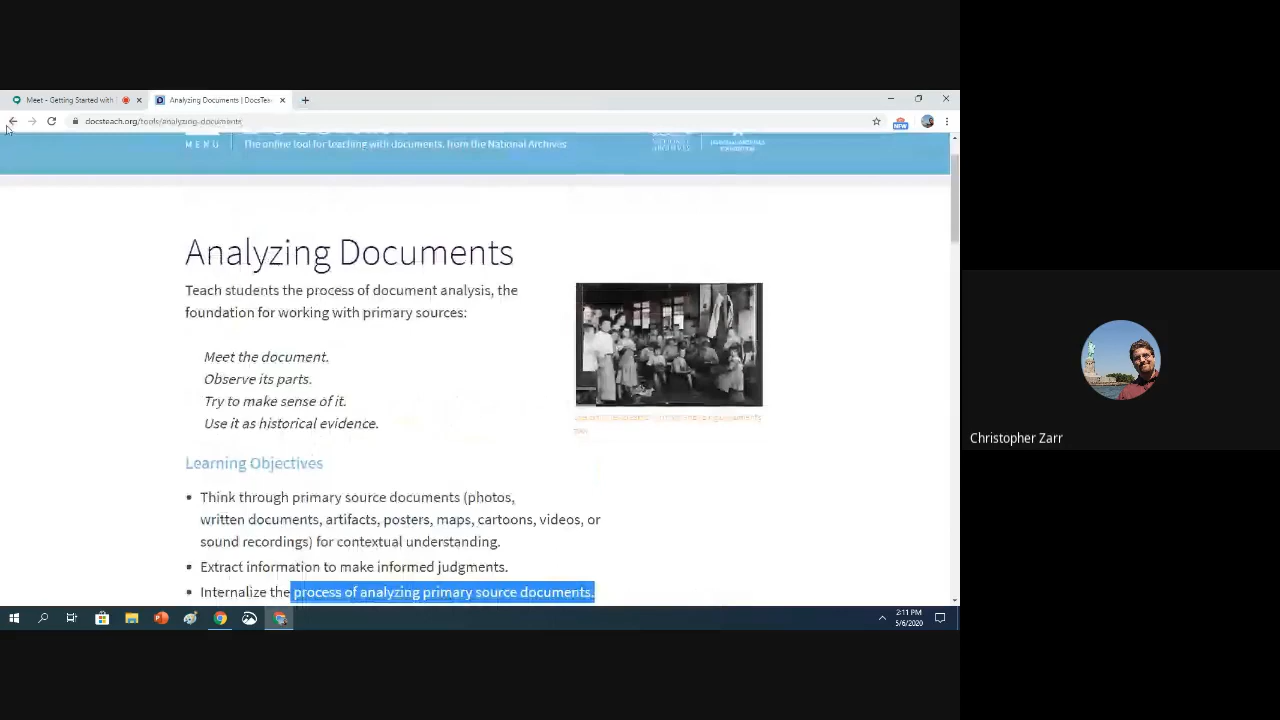 Meet - Getting Started with
Analyzing Documents | DocsTea
docsteach.org/tools/analyzing-documents
NEW
MENU
The online tool for teaching with documents, from the National Archives
Analyzing Documents
Teach students the process of document analysis, the
foundation for working with primary sources:
Meet the document.
Observe its parts.
Try to make sense of it.
Use it as historical evidence.
Learning Objectives
Think through primary source documents (photos,
written documents, artifacts, posters, maps, cartoons, videos, or
sound recordings) for contextual understanding.
Extract information to make informed judgments.
Internalize the process of analyzing primary source documents.
Christopher Zarr
2:11 PM
5/6/2020